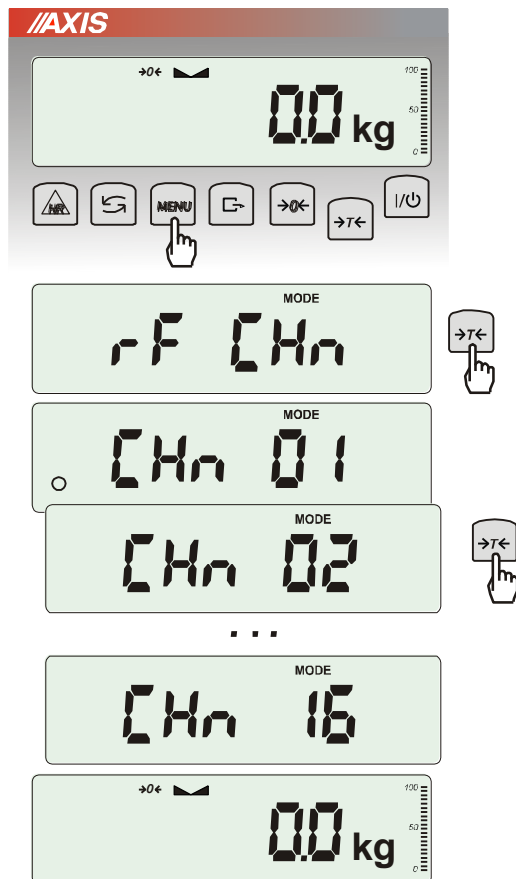 AXIS
→0← 100
50
0.0 kg
0
HR MENU →0← →T← I/⏻
MODE
rF CHn
→T←
MODE
CHn 01
MODE
CHn 02
→T←
...
MODE
CHn 16
→0← 100
50
0.0 kg
0